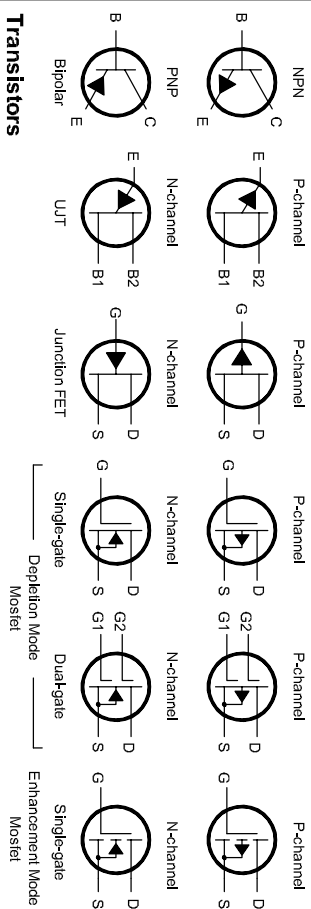 NPN P-channel P-channel P-channel P-channel P-channel
C
E B2 D D D D
B G G2
B1 S G S G1 S G S
E
PNP N-channel N-channel N-channel N-channel N-channel
C
E B2 D D D D
B G G2
B1 S G S G1 S G S
E
Bipolar UJT Junction FET Single-gate Dual-gate Single-gate
Depletion Mode Enhancement Mode
Mosfet Mosfet
Transistors